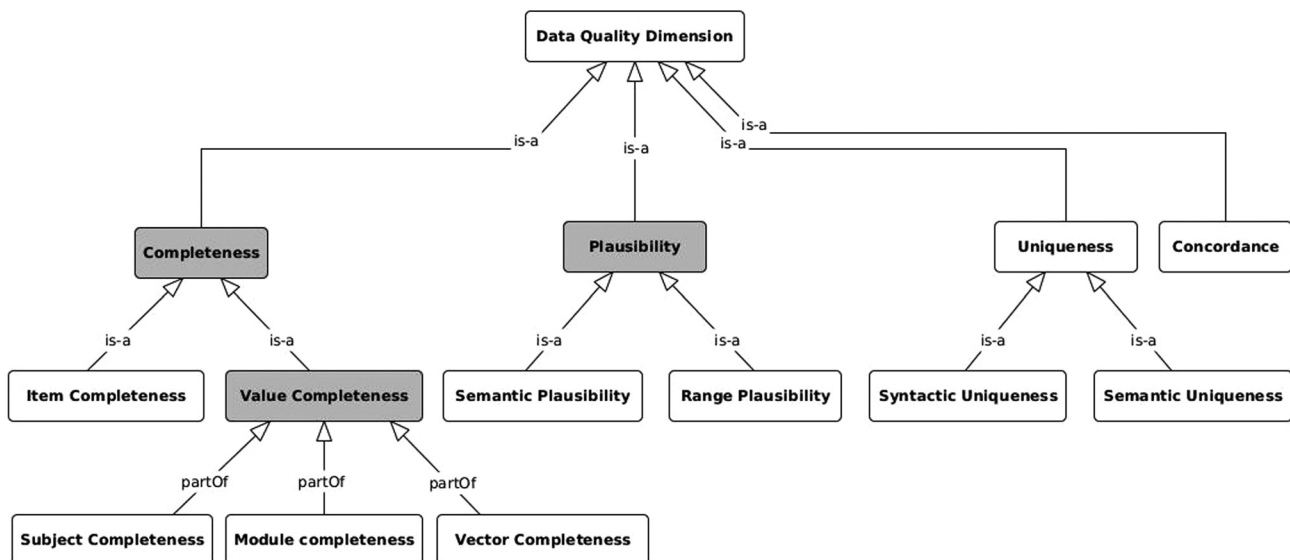 Data Quality Dimension
is-a
is-a
is-a
is-a
Completeness
Plausibility
Uniqueness
Concordance
is-a
is-a
is-a
is-a
is-a
is-a
Item Completeness
Value Completeness
Semantic Plausibility
Range Plausibility
Syntactic Uniqueness
Semantic Uniqueness
partOf
partOf
partOf
Subject Completeness
Module completeness
Vector Completeness